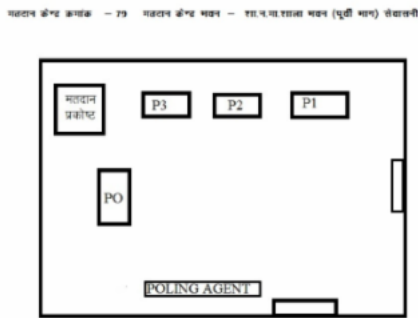 मतदान केन्द्र क्रमांक – 79 मतदान केन्द्र भवन – शा.न.मा.शाला भवन (पूर्वी भाग)
मतदान
प्रकोष्ट
P3 P2 P1
PO
POLING AGENT